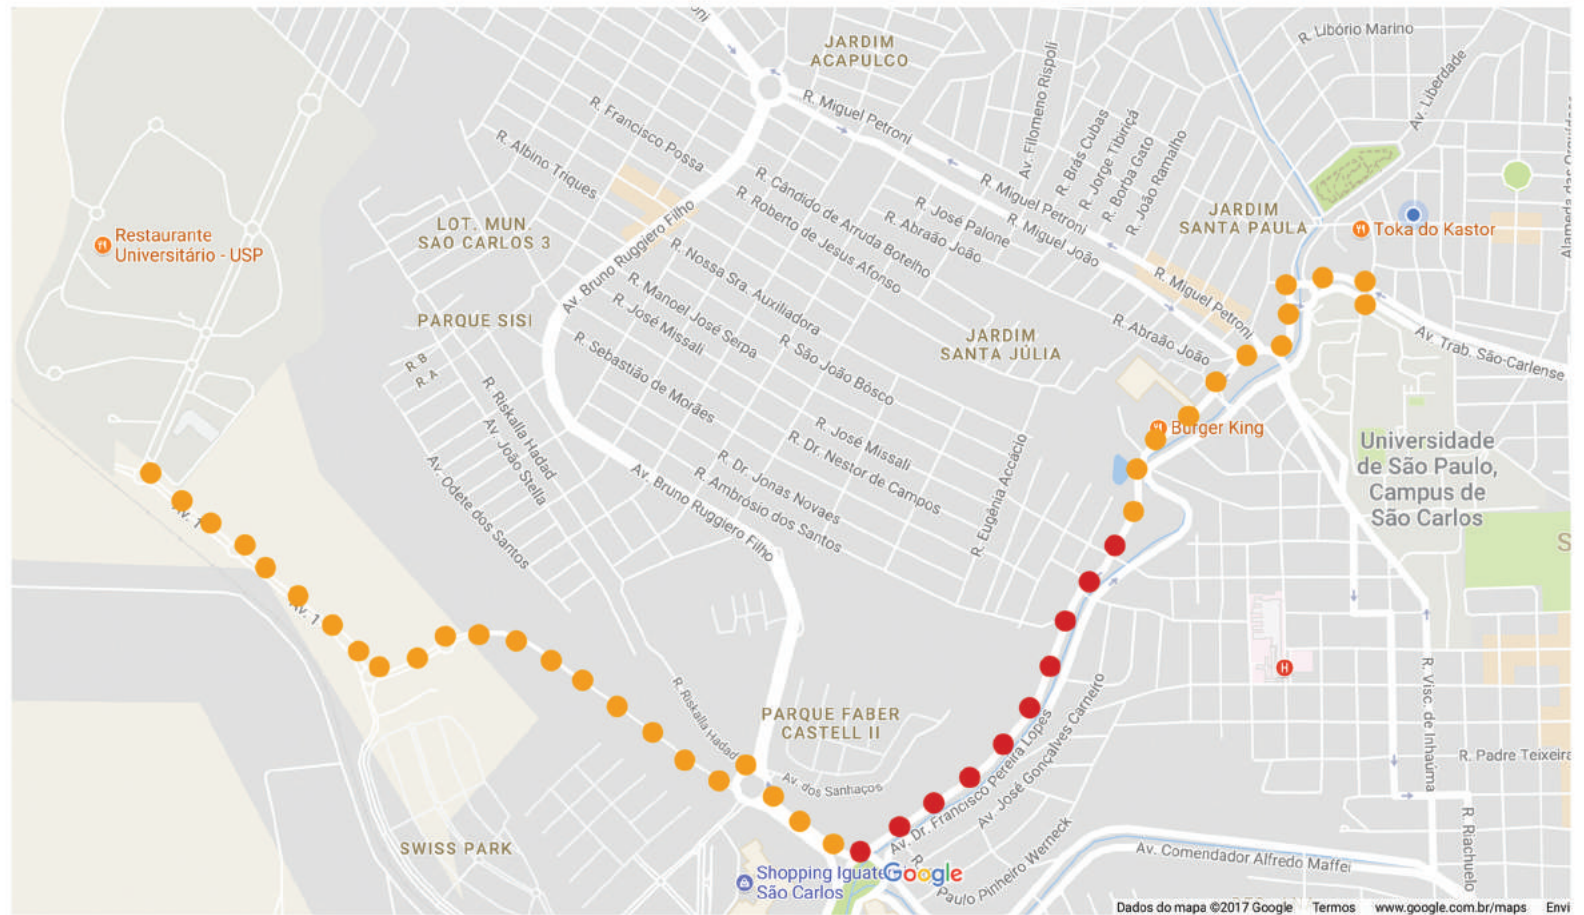 JARDIM
ACAPULCO
R. Libório Marino
Av. Liberdade
R. Miguel Petroni
R. Francisco Possa
R. Albino Triques
Av. Filomeno Rispoli
R. Brás Cubas
R. Jorge Tibiriçá
R. Borba Gato
R. João Ramalho
R. Miguel Petroni
R. Cândido de Arruda Botelho
R. Roberto de Jesus Afonso
R. José Palone
R. Abraão João
R. Miguel João
JARDIM
SANTA PAULA
Toka do Kastor
Alameda das
LOT. MUN.
SAO CARLOS 3
Restaurante
Universitário - USP
Av. Bruno Ruggiero Filho
R. Nossa Sra. Auxiliadora
R. Manoel José Serpa
R. José Missali
R. Sebastião de Morães
R. São João Bosco
R. Miguel Petroni
R. Abraão João
JARDIM
SANTA JÚLIA
PARQUE SISI
R. B
R. A
Av. Trab. São-Carlense
R. Riskalla Hadad
Av. João Stella
Av. Odete dos Santos
R. José Missali
R. Dr. Nestor de Campos
R. Dr. Jonas Novaes
R. Ambrósio dos Santos
Av. Bruno Ruggiero Filho
R. Eugênia Accácio
Burger King
Universidade
de São Paulo,
Campus de
São Carlos
S
Av. 1
Av. 1
H
R. Riskalla Hadad
PARQUE FABER
CASTELL II
Av. dos Sanhaços
Av. Dr. Francisco Pereira Lopes
Av. José Gonçalves Carneiro
R. Visc. de Inhaúma
R. Padre Teixeira
R. Riachuelo
SWISS PARK
Shopping Iguate
São Carlos
Google
R.
Paulo Pinheiro Werneck
Av. Comendador Alfredo Maffei
Dados do mapa ©2017 Google Termos www.google.com.br/maps Envi